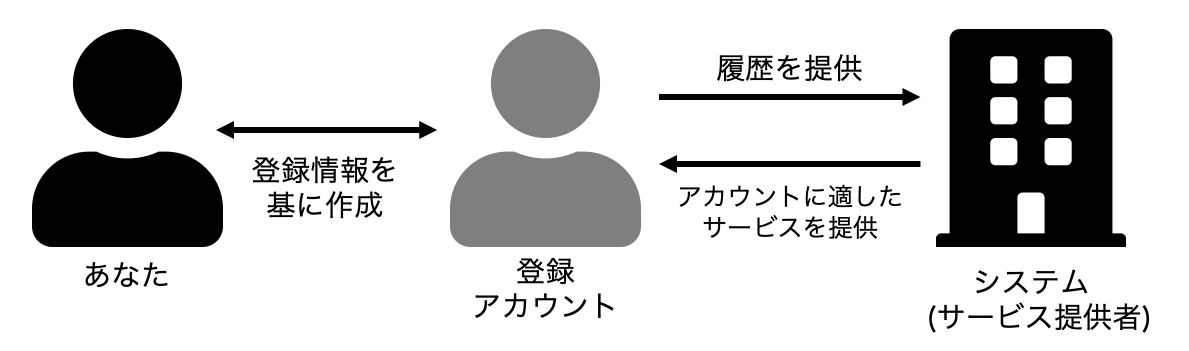 履歴を提供
登録情報を
基に作成
アカウントに適した
サービスを提供
あなた
登録
アカウント
システム
(サービス提供者)